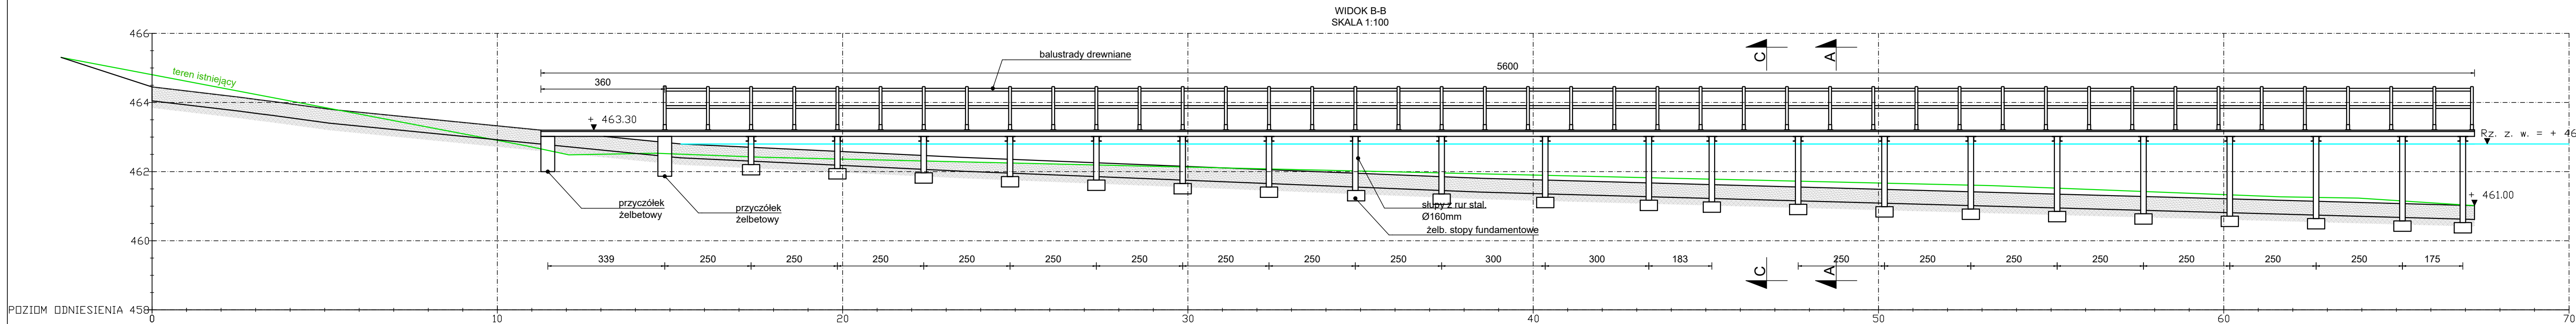 WIDOK B-B
SKALA 1:100
466
464
462
460
POZIOM ODNIESIENIA 458
teren istniejący
balustrady drewniane
5600
360
+ 463.30
C
A
Rz. z. w. = + 46
+ 461.00
przyczółek
żelbetowy
przyczółek
żelbetowy
słupy z rur stal.
Ø160mm
żelb. stopy fundamentowe
339 250 250 250 250 250 250 250 250 250 300 300 183 250 250 250 250 250 250 250 175
C
A
0 10 20 30 40 50 60 70